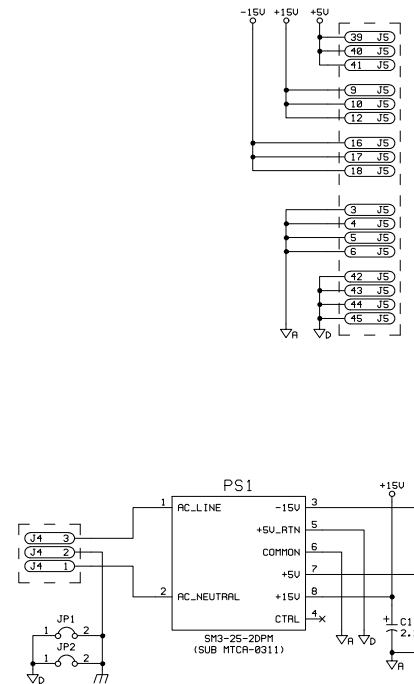 -15V +15V +5V
39 J5
40 J5
41 J5
9 J5
10 J5
12 J5
16 J5
17 J5
18 J5
3 J5
4 J5
5 J5
6 J5
42 J5
43 J5
44 J5
45 J5
A D
PS1
+15V
1 AC_LINE -15V 3
+5V_RTN 5
J4 3
J4 2
J4 1
COMMON 6
+5V 7
2 AC_NEUTRAL +15V 8
CTRL 4
SM3-25-2DPM
(SUB MTCA-0311)
JP1
1 2
JP2
1 2
D
A D
+ C1
2.
A